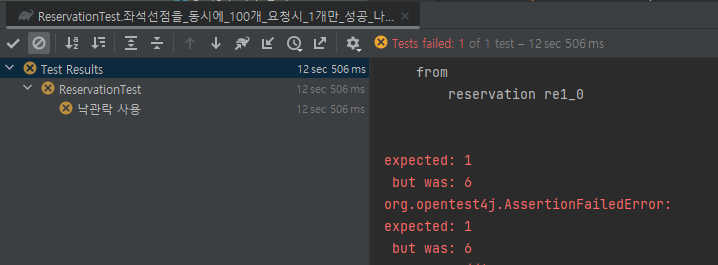 ReservationTest.좌석선점을_동시에_100개_요청시_1개만_성공_나...
Tests failed: 1 of 1 test – 12 sec 506 ms
Test Results 12 sec 506 ms
ReservationTest 12 sec 506 ms
낙관락 사용 12 sec 506 ms
from
reservation re1_0
expected: 1
but was: 6
org.opentest4j.AssertionFailedError:
expected: 1
but was: 6